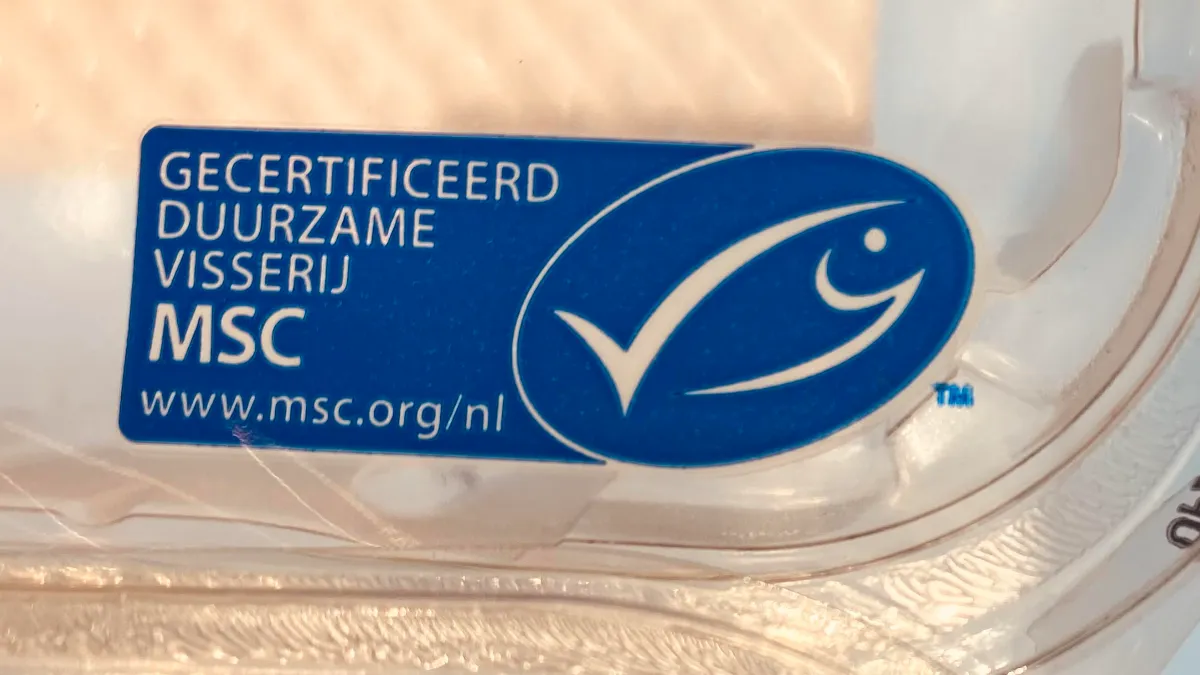 GECERTIFICEERD
DUURZAME
VISSERIJ
MSC
www.msc.org/nl
TM